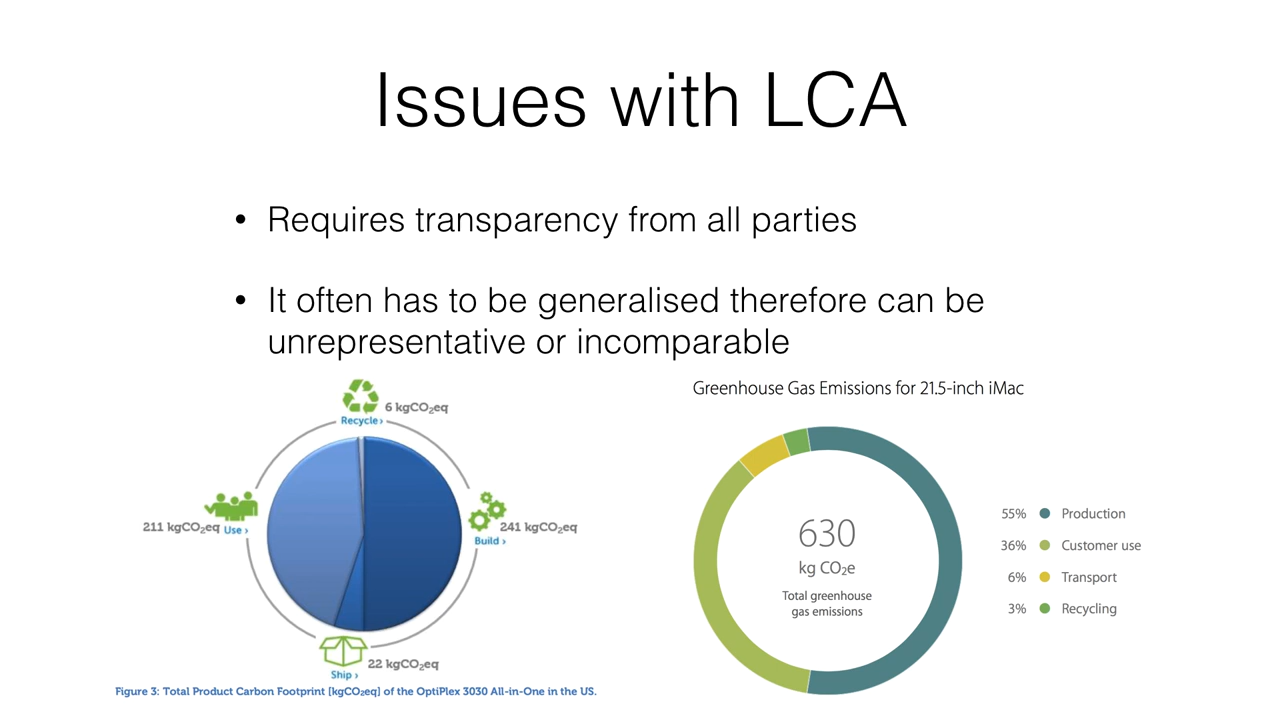 Issues with LCA
• Requires transparency from all parties
• It often has to be generalised therefore can be
unrepresentative or incomparable
6 kgCO₂eq
Recycle ›
211 kgCO₂eq
Use ›
241 kgCO₂eq
Build ›
22 kgCO₂eq
Ship ›
Figure 3: Total Product Carbon Footprint [kgCO₂eq] of the OptiPlex 3030 All-in-One in the US.
Greenhouse Gas Emissions for 21.5-inch iMac
630
kg CO₂e
Total greenhouse
gas emissions
55% Production
36% Customer use
6% Transport
3% Recycling